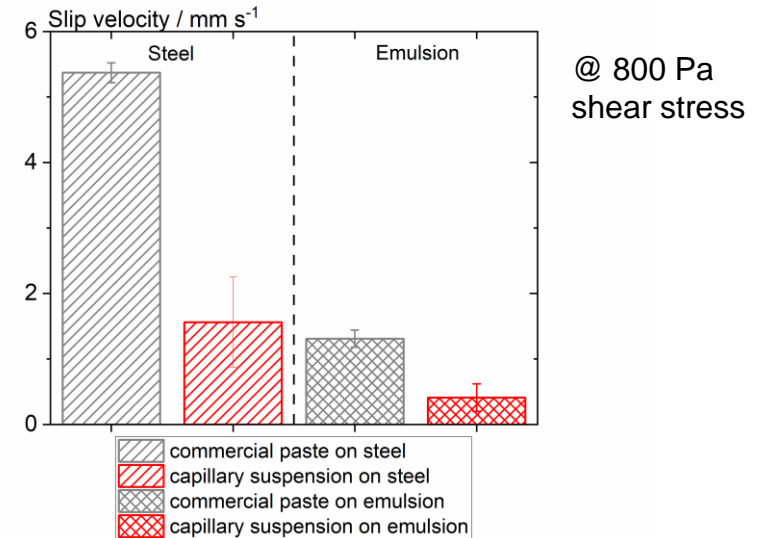 Slip velocity / mm s⁻¹
6
Steel
Emulsion
@ 800 Pa
shear stress
4
2
0
commercial paste on steel
capillary suspension on steel
commercial paste on emulsion
capillary suspension on emulsion